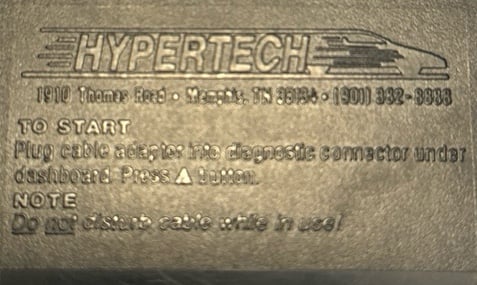 HYPERTECH
1910 Thomas Road • Memphis, TN 38134 • (901) 382-8888
TO START
Plug cable adapter into diagnostic connector under
dashboard. Press ▲ button.
NOTE
Do not disturb cable while in use!